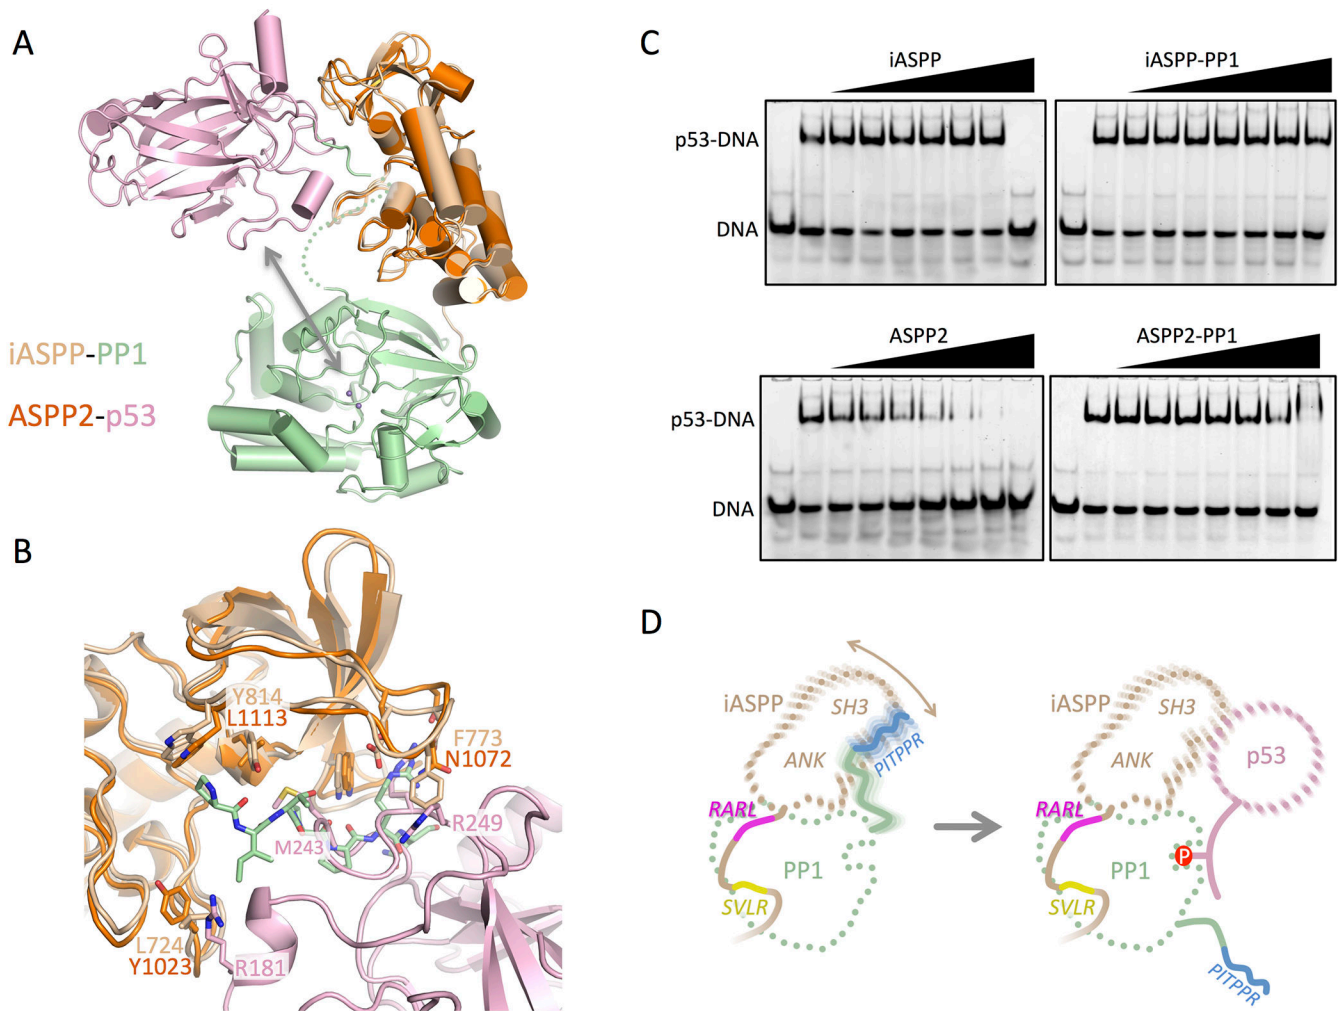 A
iASPP-PP1
ASPP2-p53
B
Y814
L1113
F773
N1072
R249
M243
L724
Y1023
R181
C
iASPP
iASPP-PP1
p53-DNA
DNA
ASPP2
ASPP2-PP1
p53-DNA
DNA
D
iASPP
SH3
ANK
PITPPR
RARL
PP1
SVLR
iASPP
SH3
ANK
p53
RARL
PP1
P
SVLR
PITPPR